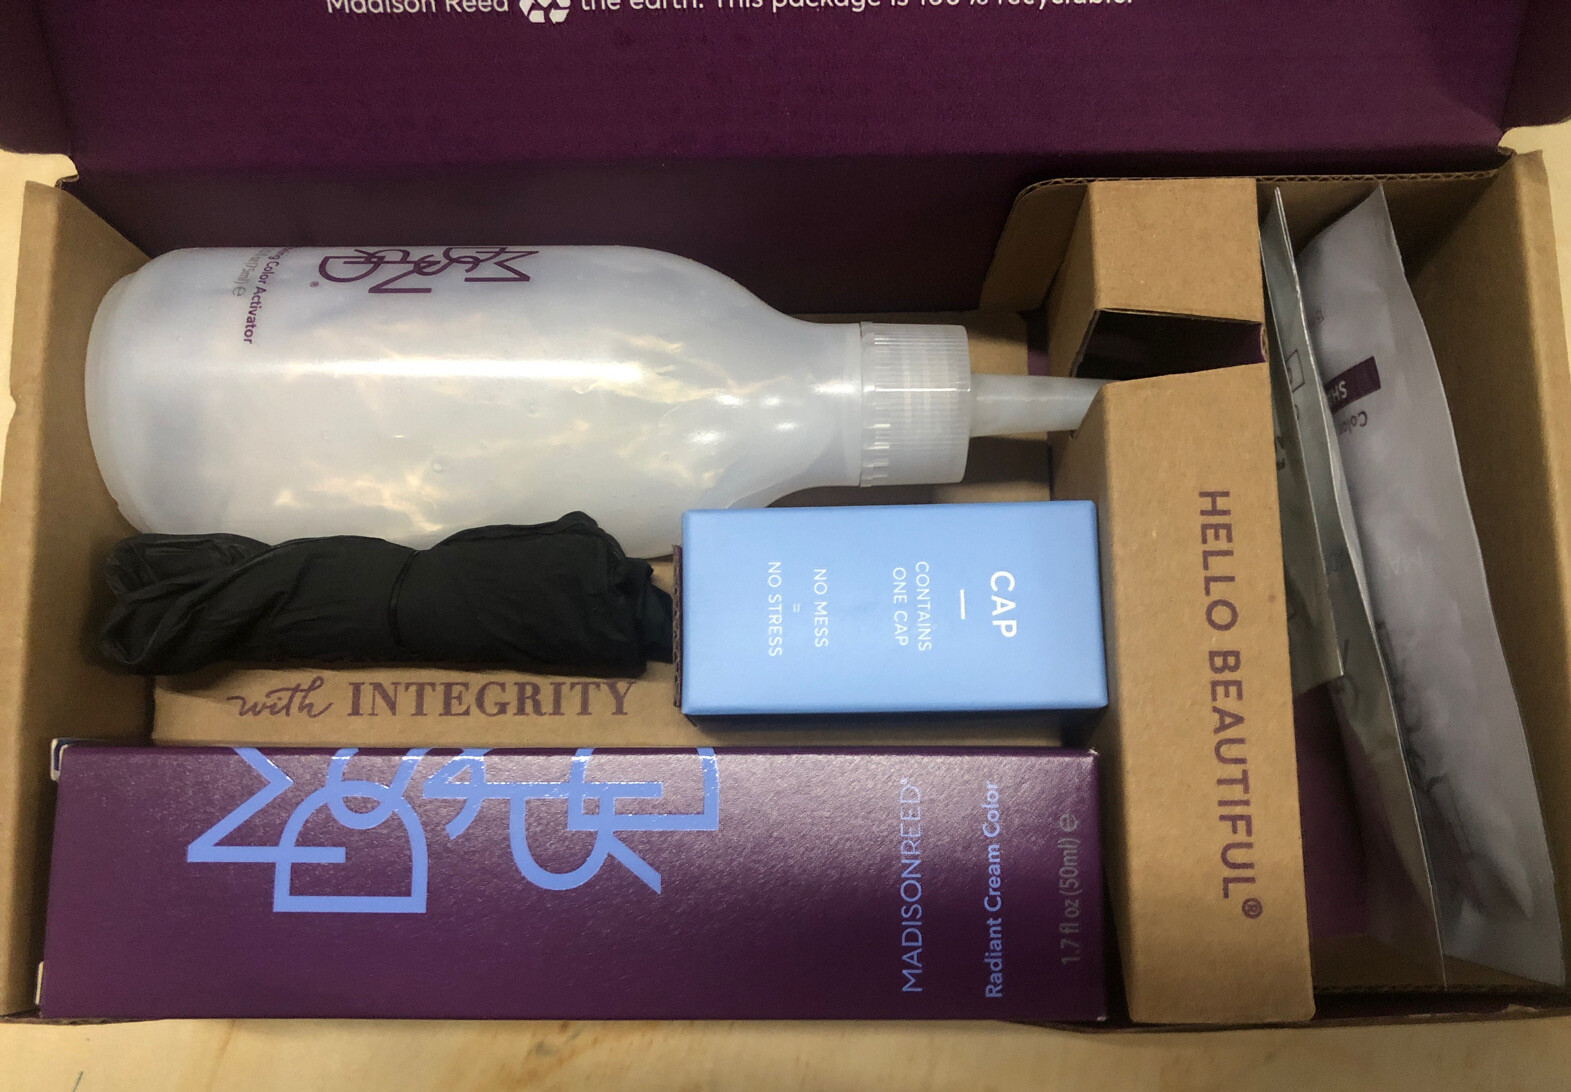 Madison Reed the earth. This package is 100% recyclable.
Color Activator
CAP
CONTAINS
ONE CAP
NO MESS
=
NO STRESS
with INTEGRITY
MADISONREED®
Radiant Cream Color
1.7 fl oz (50ml) e
HELLO BEAUTIFUL®